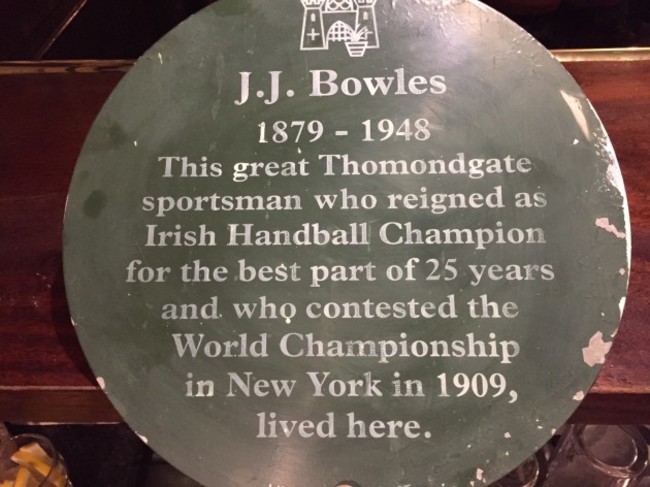 J.J. Bowles
1879 - 1948
This great Thomondgate
sportsman who reigned as
Irish Handball Champion
for the best part of 25 years
and who contested the
World Championship
in New York in 1909,
lived here.